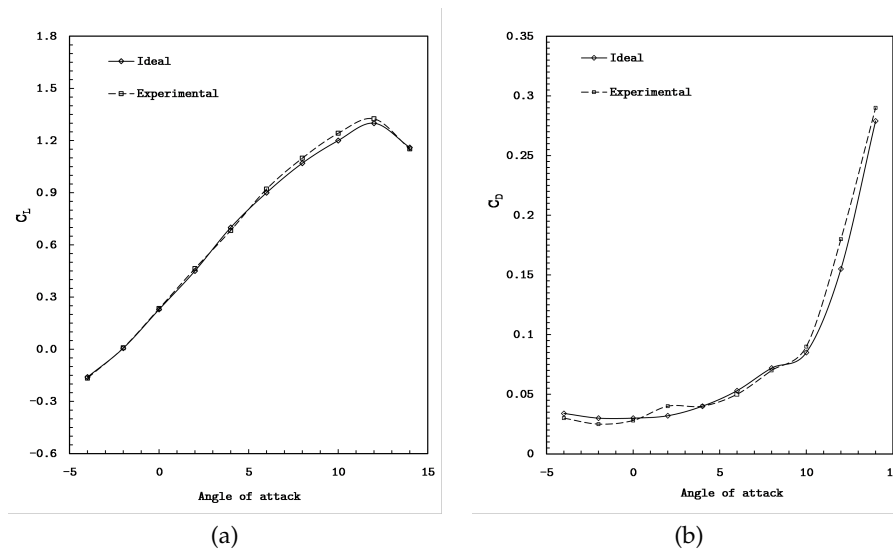 1.8
1.5
1.2
0.9
0.6
0.3
0.0
−0.3
−0.6
−5 0 5 10 15
C_L
Angle of attack
Ideal
Experimental
(a)
0.35
0.3
0.25
0.2
0.15
0.1
0.05
0
−5 0 5 10 1
C_D
Angle of attack
Ideal
Experimental
(b)